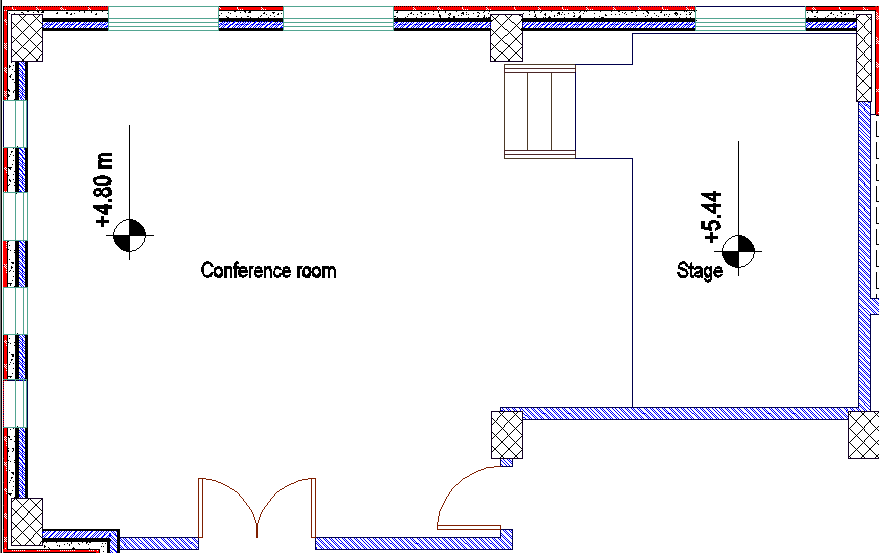 +4.80 m
+5.44
Conference room
Stage